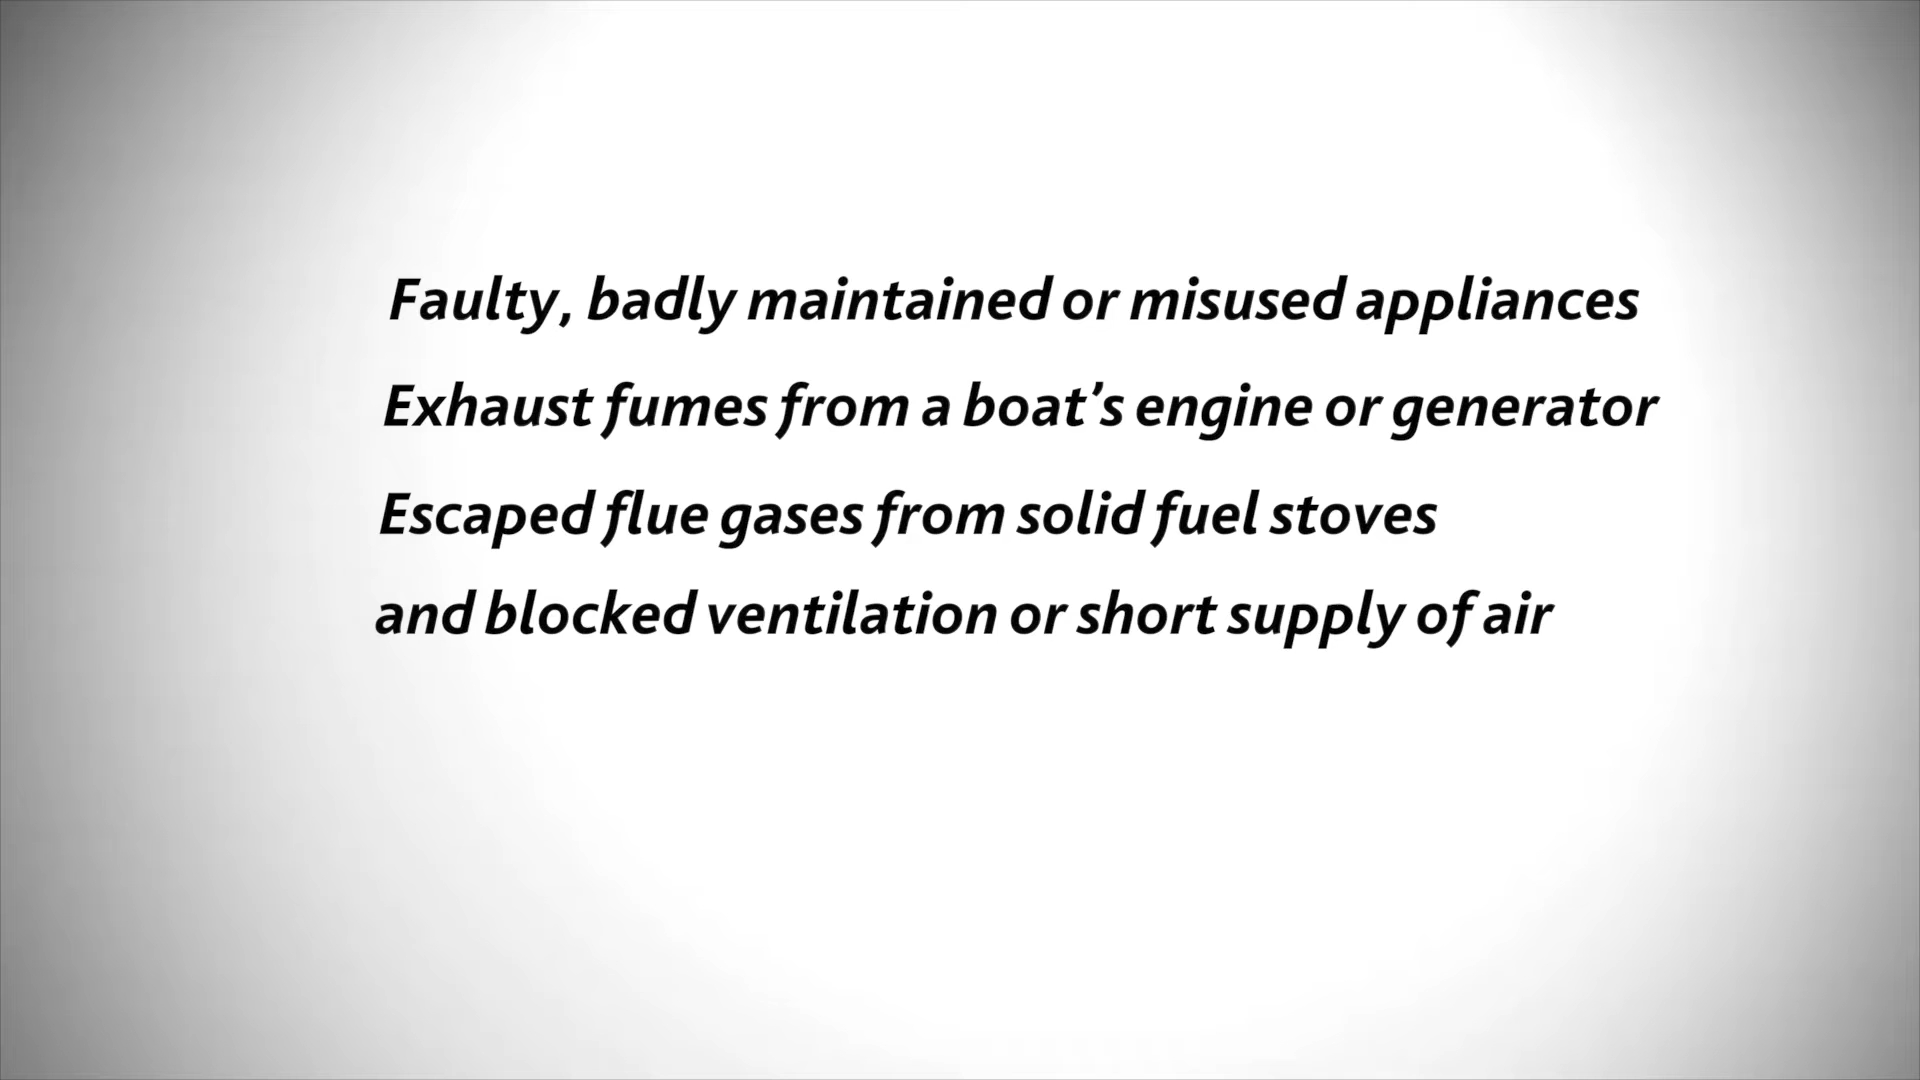 Faulty, badly maintained or misused appliances
Exhaust fumes from a boat’s engine or generator
Escaped flue gases from solid fuel stoves
and blocked ventilation or short supply of air